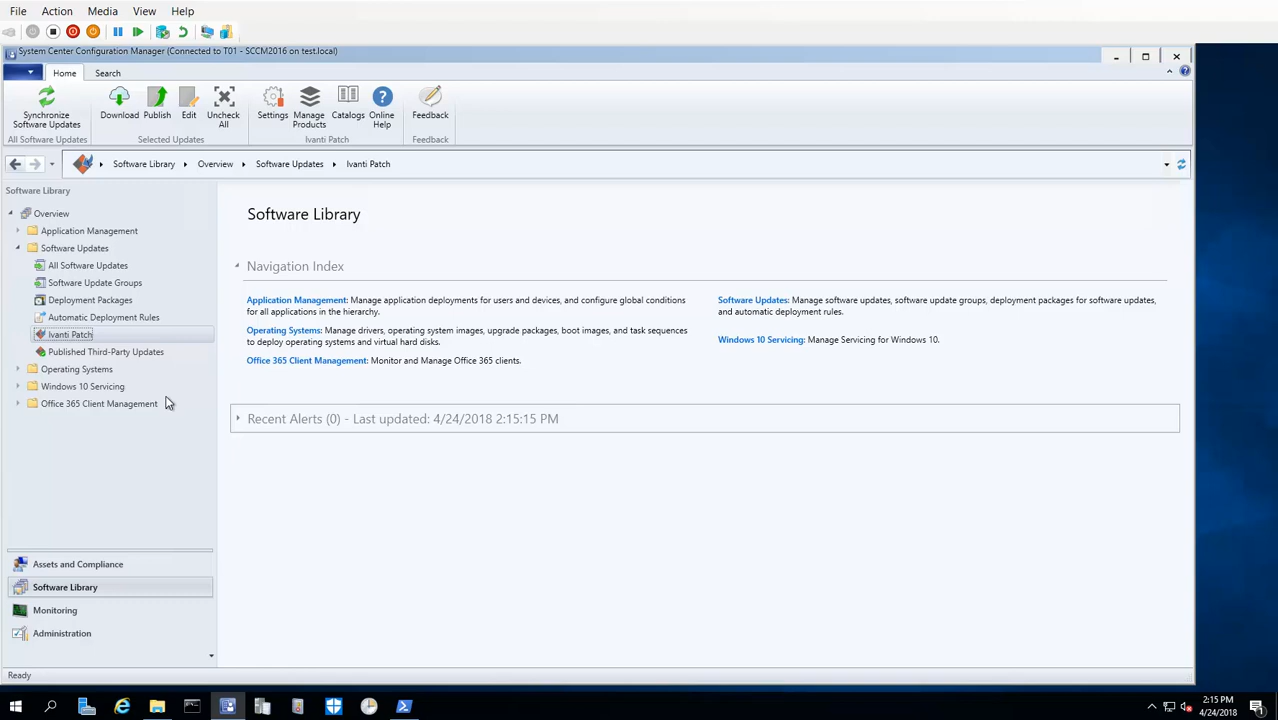 File Action Media View Help
System Center Configuration Manager (Connected to T01 - SCCM2016 on test.local)
Home Search
Synchronize Software Updates
Download Publish Edit Uncheck All
Settings Manage Products Catalogs Online Help
Feedback
All Software Updates Selected Updates Ivanti Patch Feedback
Software Library Overview Software Updates Ivanti Patch
Software Library
Overview
Application Management
Software Updates
All Software Updates
Software Update Groups
Deployment Packages
Automatic Deployment Rules
Ivanti Patch
Published Third-Party Updates
Operating Systems
Windows 10 Servicing
Office 365 Client Management
Assets and Compliance
Software Library
Monitoring
Administration
Software Library
Navigation Index
Application Management: Manage application deployments for users and devices, and configure global conditions
for all applications in the hierarchy.
Operating Systems: Manage drivers, operating system images, upgrade packages, boot images, and task sequences
to deploy operating systems and virtual hard disks.
Office 365 Client Management: Monitor and Manage Office 365 clients.
Software Updates: Manage software updates, software update groups, deployment packages for software updates,
and automatic deployment rules.
Windows 10 Servicing: Manage Servicing for Windows 10.
Recent Alerts (0) - Last updated: 4/24/2018 2:15:15 PM
Ready
2:15 PM
4/24/2018
1